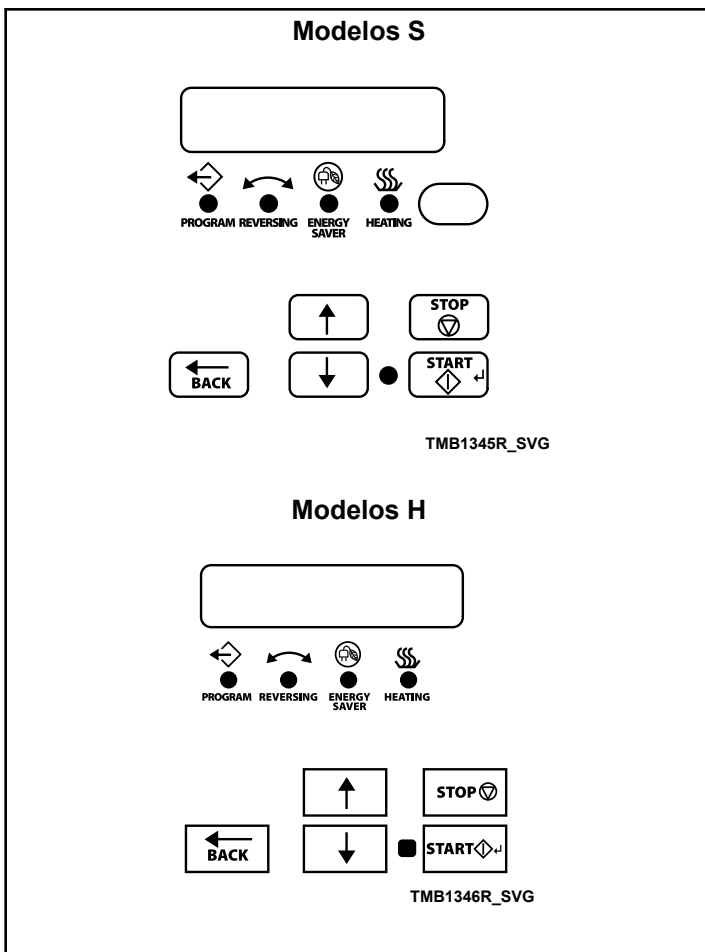 Modelos S
PROGRAM REVERSING ENERGY SAVER HEATING
STOP
BACK START
TMB1345R_SVG
Modelos H
PROGRAM REVERSING ENERGY SAVER HEATING
STOP
BACK START
TMB1346R_SVG